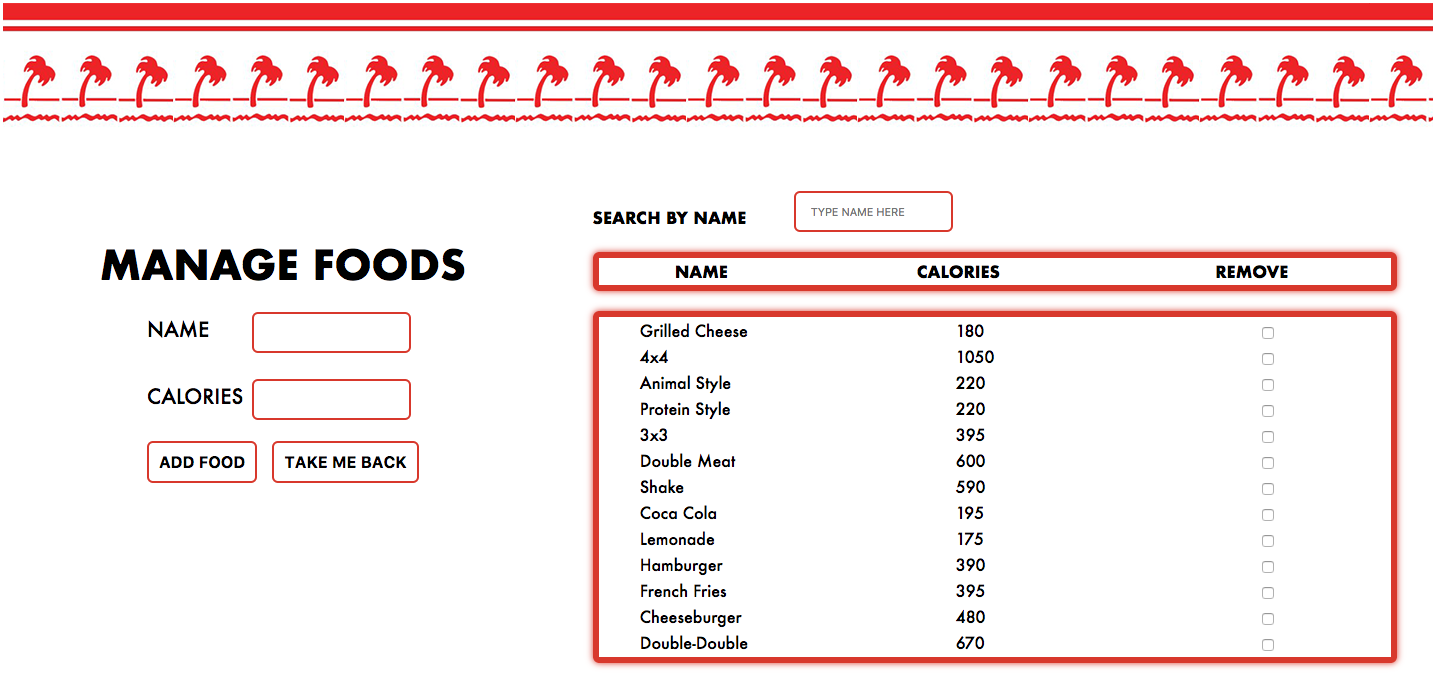 SEARCH BY NAME TYPE NAME HERE
MANAGE FOODS
NAME
CALORIES
ADD FOOD TAKE ME BACK
NAME CALORIES REMOVE
Grilled Cheese 180
4x4 1050
Animal Style 220
Protein Style 220
3x3 395
Double Meat 600
Shake 590
Coca Cola 195
Lemonade 175
Hamburger 390
French Fries 395
Cheeseburger 480
Double-Double 670